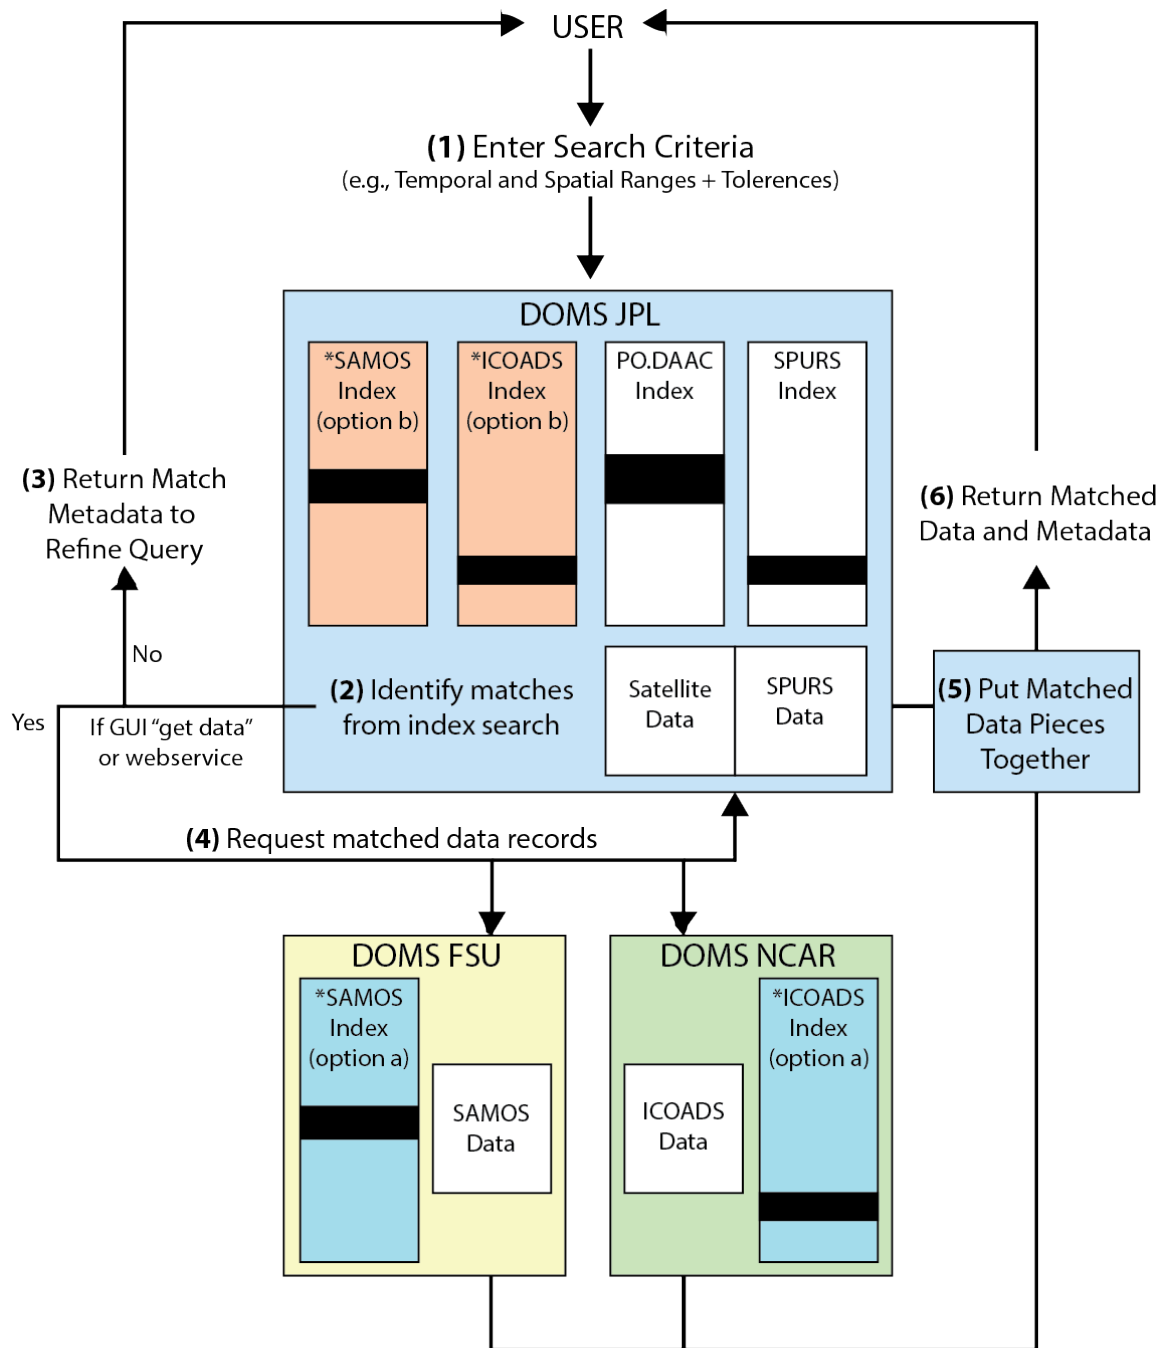 USER
(1) Enter Search Criteria
(e.g., Temporal and Spatial Ranges + Tolerences)
DOMS JPL
*SAMOS
Index
(option b)
*ICOADS
Index
(option b)
PO.DAAC
Index
SPURS
Index
(3) Return Match
Metadata to
Refine Query
(6) Return Matched
Data and Metadata
No
(2) Identify matches
from index search
Satellite
Data
SPURS
Data
(5) Put Matched
Data Pieces
Together
Yes
If GUI "get data"
or webservice
(4) Request matched data records
DOMS FSU
*SAMOS
Index
(option a)
SAMOS
Data
DOMS NCAR
ICOADS
Data
*ICOADS
Index
(option a)